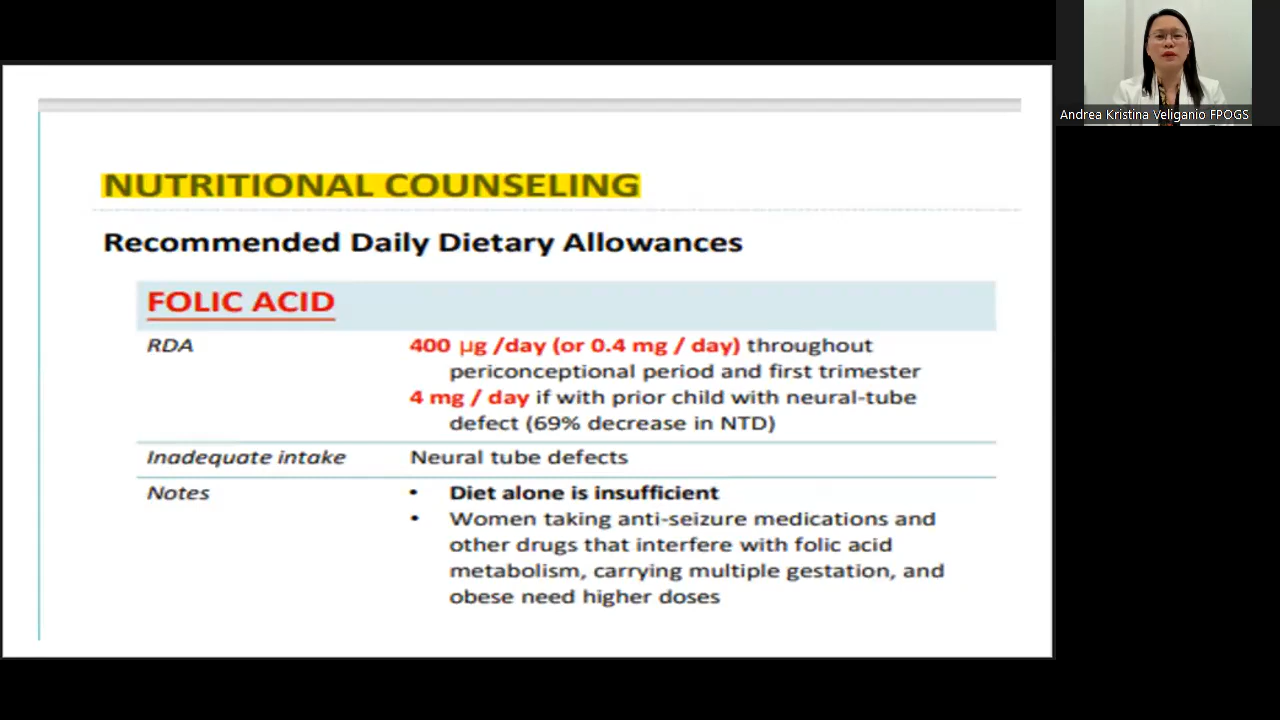 Andrea Kristina Veliganio FPOGS
NUTRITIONAL COUNSELING
Recommended Daily Dietary Allowances
FOLIC ACID
RDA 400 µg /day (or 0.4 mg / day) throughout
periconceptional period and first trimester
4 mg / day if with prior child with neural-tube
defect (69% decrease in NTD)
Inadequate intake Neural tube defects
Notes • Diet alone is insufficient
• Women taking anti-seizure medications and
other drugs that interfere with folic acid
metabolism, carrying multiple gestation, and
obese need higher doses